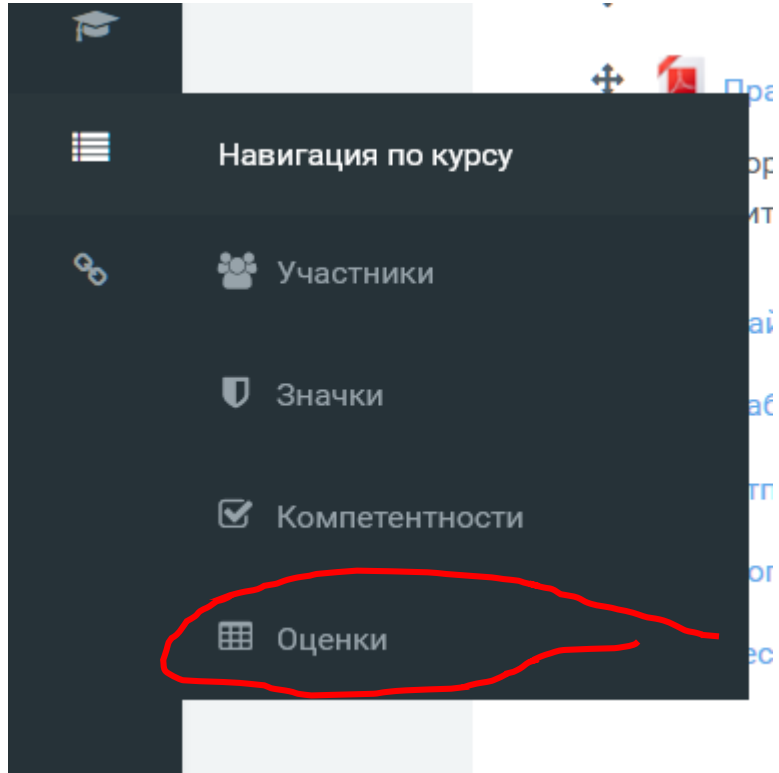 Навигация по курсу
Участники
Значки
Компетентности
Оценки